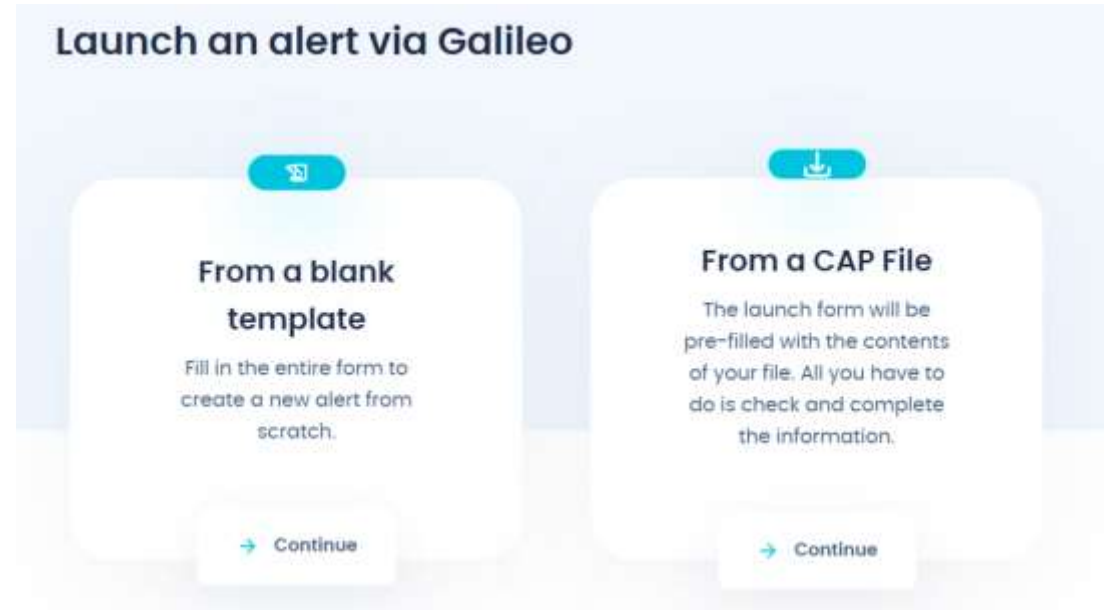 Launch an alert via Galileo
From a blank
template
Fill in the entire form to
create a new alert from
scratch.
Continue
From a CAP File
The launch form will be
pre-filled with the contents
of your file. All you have to
do is check and complete
the information.
Continue